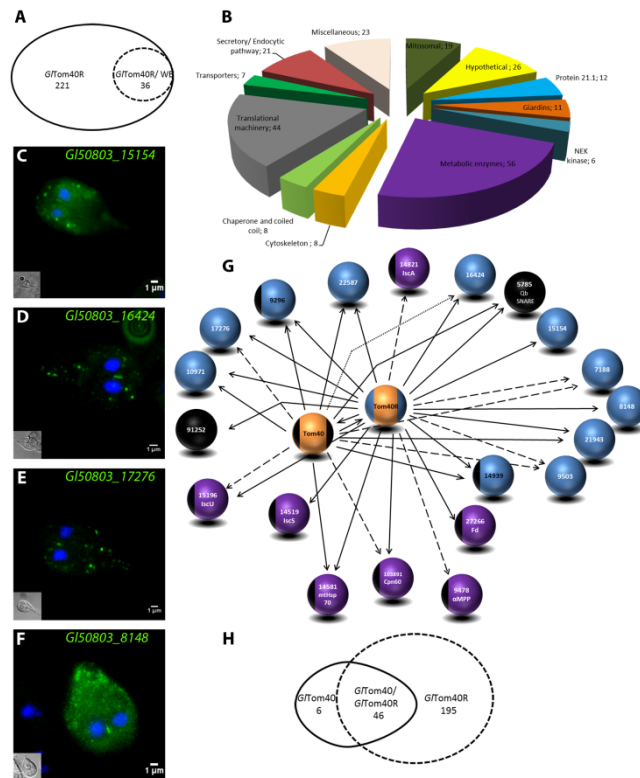 A
GlTom40R
221
GlTom40R/ WB
36
B
Miscellaneous; 23
Mitosomal; 19
Hypothetical ; 26
Protein 21.1; 12
Giardins; 11
NEK
kinase; 6
Metabolic enzymes; 56
Cytoskeleton ; 8
Chaperone and coiled
coil; 8
Translational
machinery; 44
Transporters; 7
Secretory/ Endocytic
pathway; 21
C
Gl50803_15154
1 µm
D
Gl50803_16424
1 µm
E
Gl50803_17276
1 µm
F
Gl50803_8148
1 µm
G
14821
IscA
16424
5785
Qb
SNARE
15154
7188
8148
21943
9503
14939
27266
Fd
9478
αMPP
103891
Cpn60
14581
mtHsp
70
14519
IscS
15196
IscU
91252
10971
17276
9296
22587
Tom40
Tom40R
H
GlTom40
6
GlTom40/
GlTom40R
46
GlTom40R
195